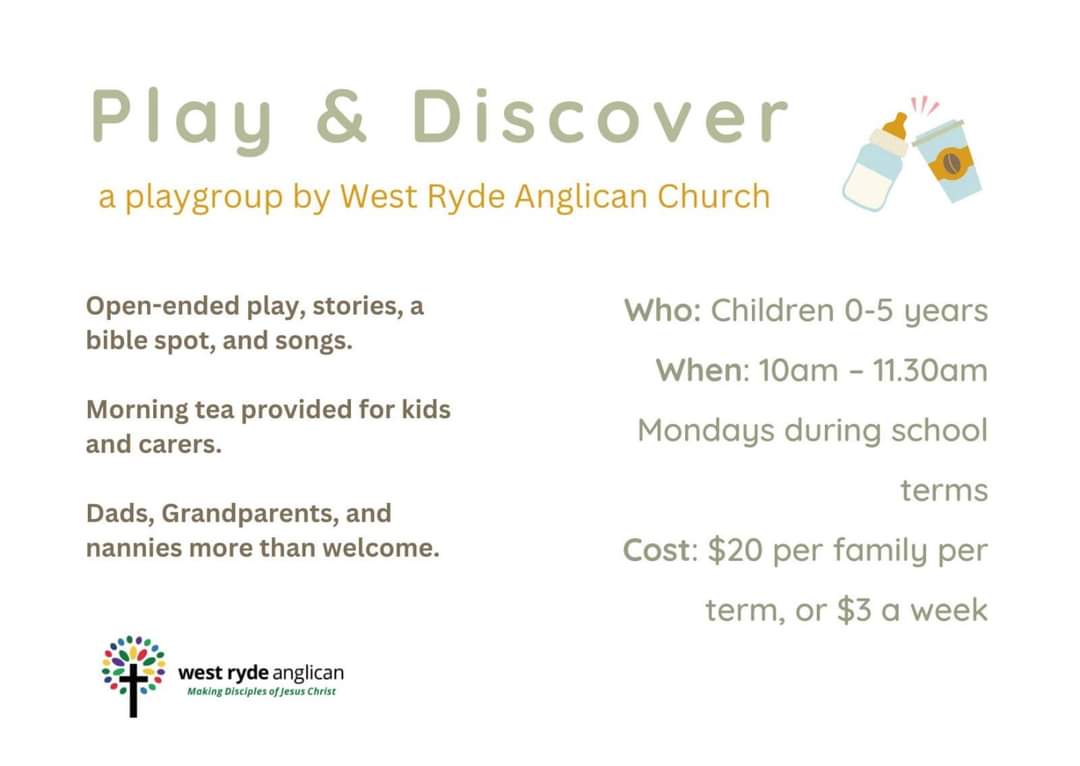 Play & Discover
a playgroup by West Ryde Anglican Church
Open-ended play, stories, a
bible spot, and songs.
Morning tea provided for kids
and carers.
Dads, Grandparents, and
nannies more than welcome.
Who: Children 0-5 years
When: 10am – 11.30am
Mondays during school
terms
Cost: $20 per family per
term, or $3 a week
west ryde anglican
Making Disciples of Jesus Christ